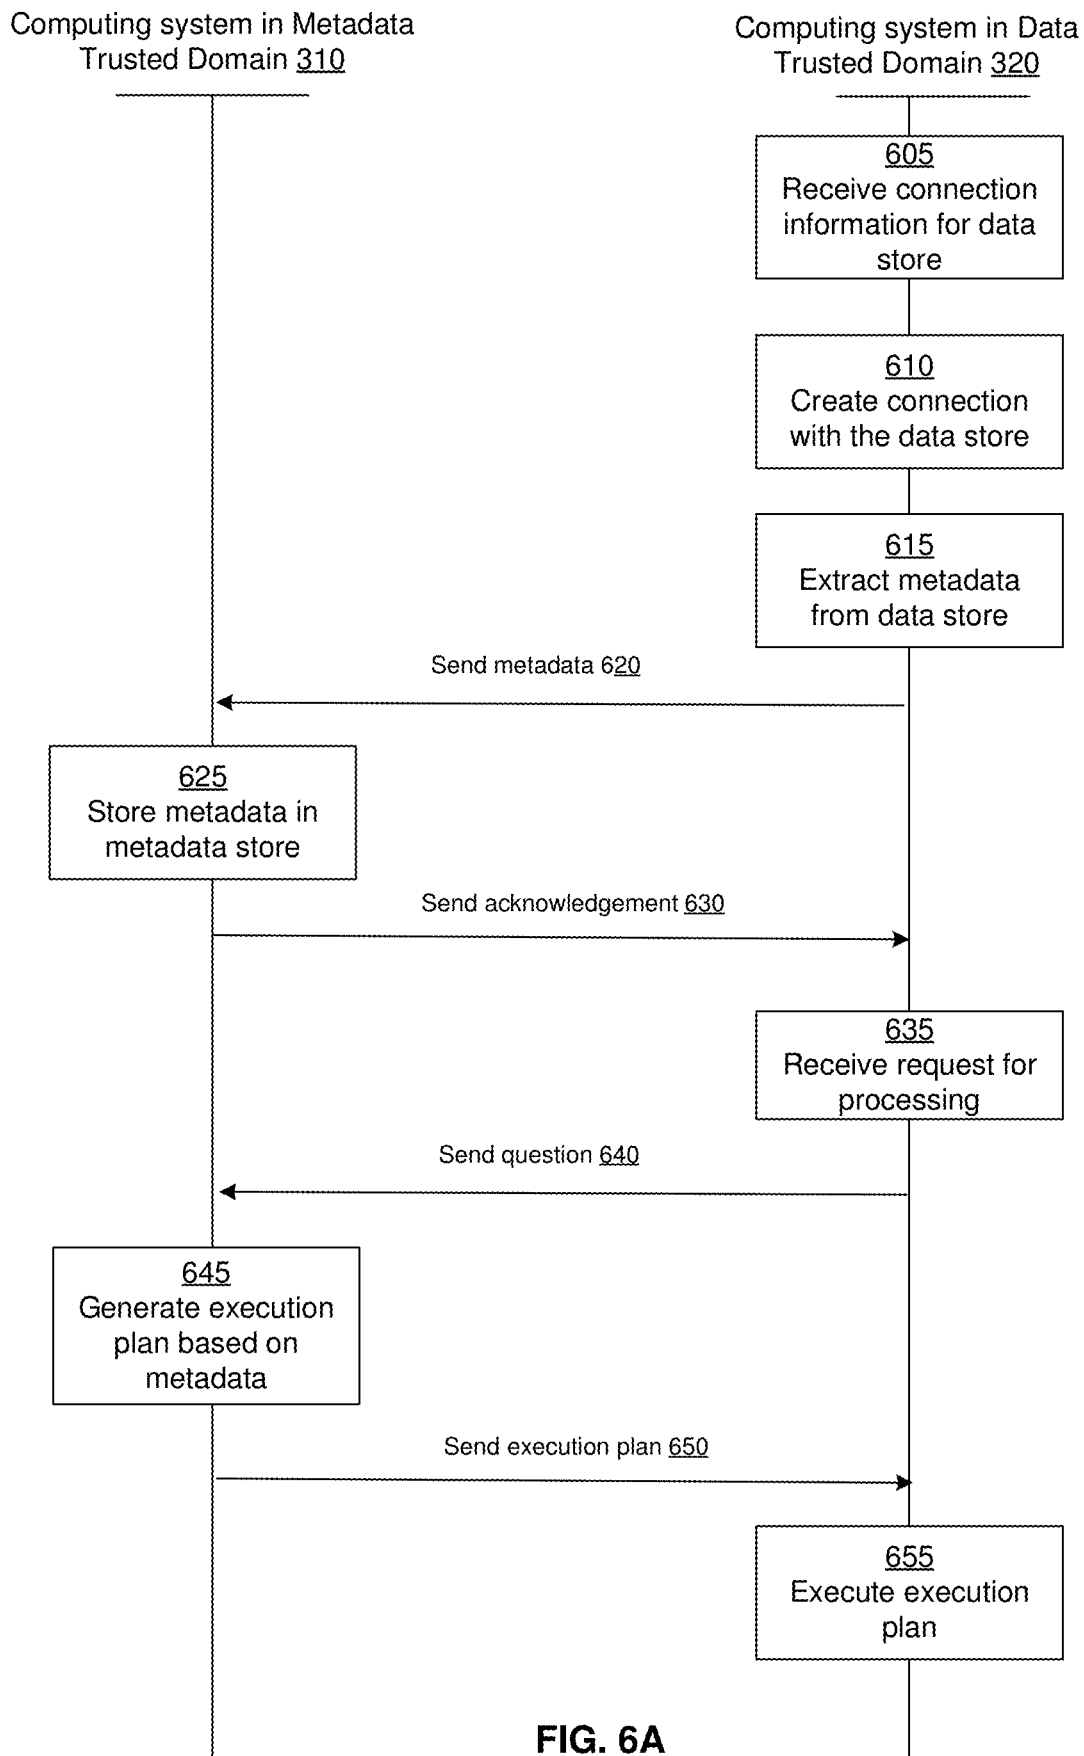 Computing system in Metadata
Trusted Domain 310
Computing system in Data
Trusted Domain 320
605
Receive connection
information for data
store
610
Create connection
with the data store
615
Extract metadata
from data store
Send metadata 620
625
Store metadata in
metadata store
Send acknowledgement 630
635
Receive request for
processing
Send question 640
645
Generate execution
plan based on
metadata
Send execution plan 650
655
Execute execution
plan
FIG. 6A